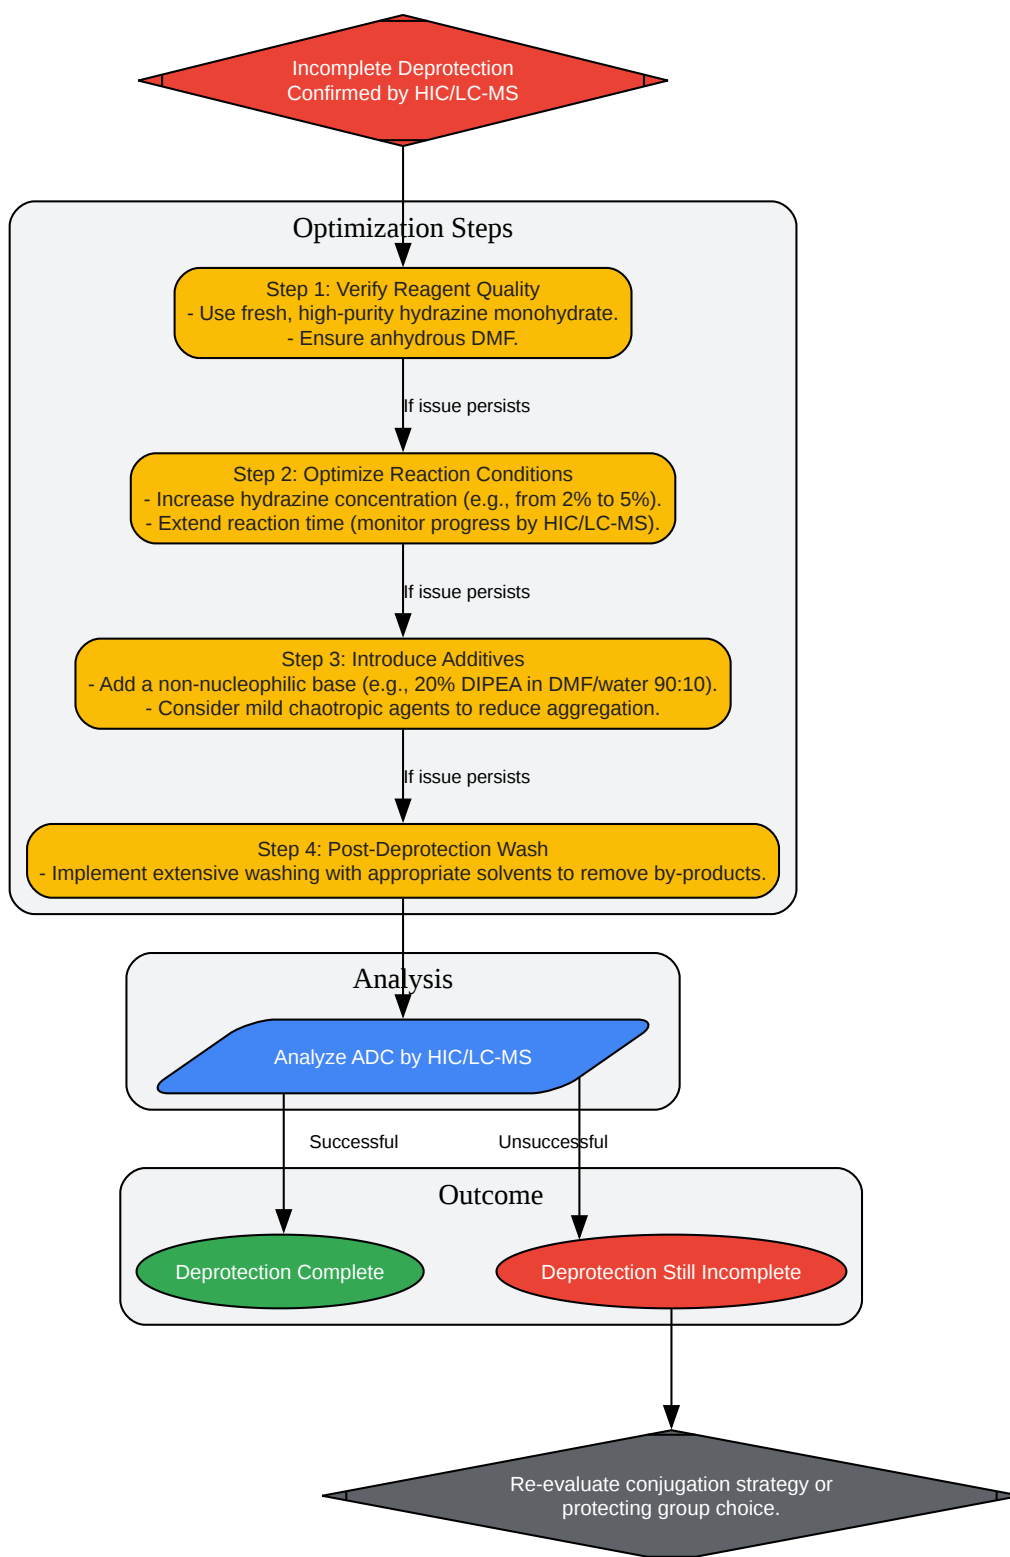 Incomplete Deprotection
Confirmed by HIC/LC-MS
Optimization Steps
Step 1: Verify Reagent Quality
- Use fresh, high-purity hydrazine monohydrate.
- Ensure anhydrous DMF.
If issue persists
Step 2: Optimize Reaction Conditions
- Increase hydrazine concentration (e.g., from 2% to 5%).
- Extend reaction time (monitor progress by HIC/LC-MS).
If issue persists
Step 3: Introduce Additives
- Add a non-nucleophilic base (e.g., 20% DIPEA in DMF/water 90:10).
- Consider mild chaotropic agents to reduce aggregation.
If issue persists
Step 4: Post-Deprotection Wash
- Implement extensive washing with appropriate solvents to remove by-products.
Analysis
Analyze ADC by HIC/LC-MS
Successful
Unsuccessful
Outcome
Deprotection Complete
Deprotection Still Incomplete
Re-evaluate conjugation strategy or
protecting group choice.